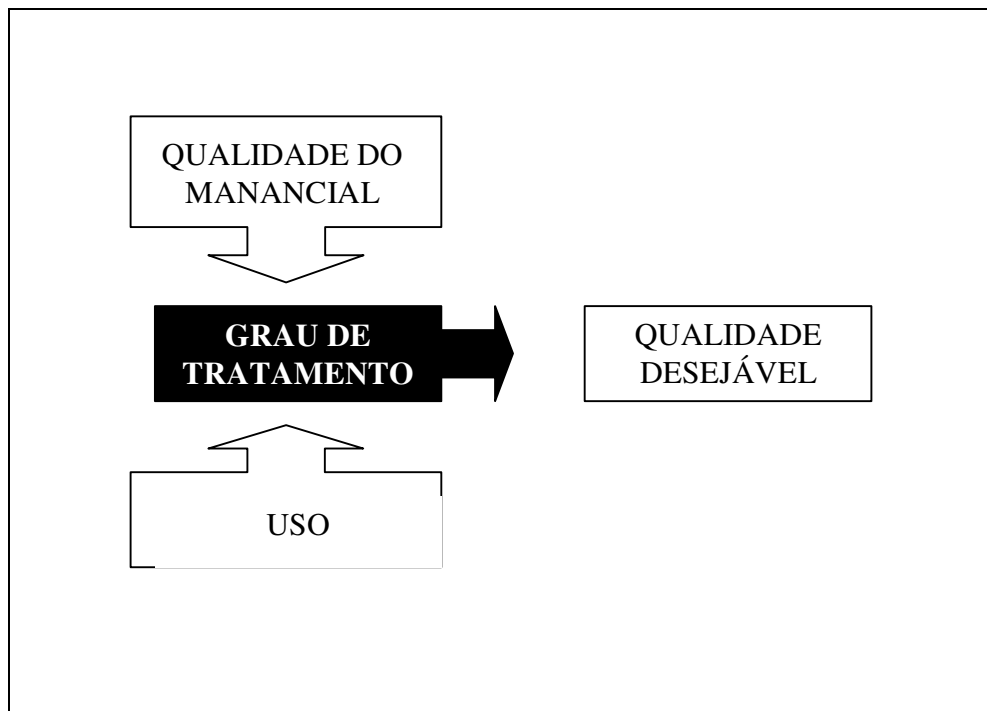 QUALIDADE DO
MANANCIAL
GRAU DE
TRATAMENTO
QUALIDADE
DESEJÁVEL
USO